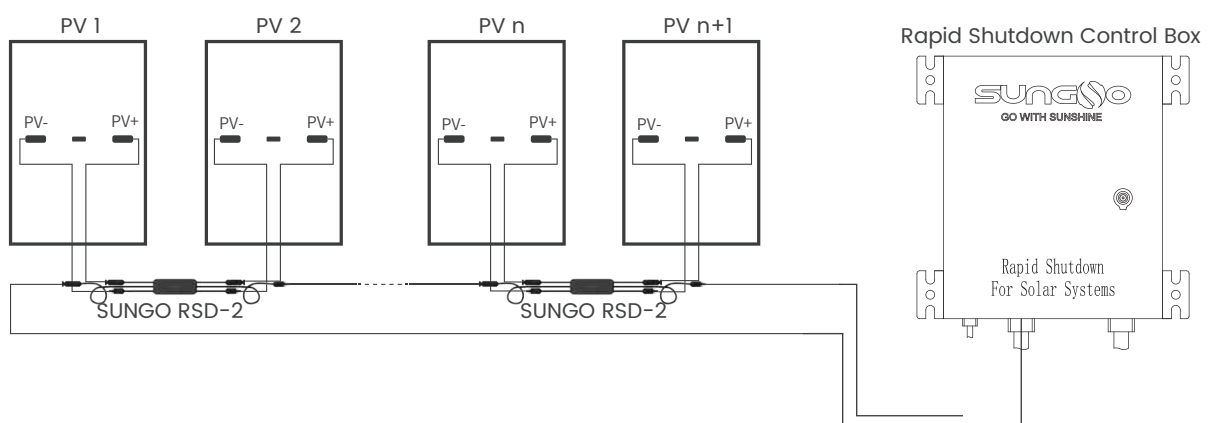 PV 1
PV 2
PV n
PV n+1
Rapid Shutdown Control Box
SUNGO
GO WITH SUNSHINE
PV-
PV+
PV-
PV+
PV-
PV+
PV-
PV+
Rapid Shutdown
For Solar Systems
SUNGO RSD-2
SUNGO RSD-2